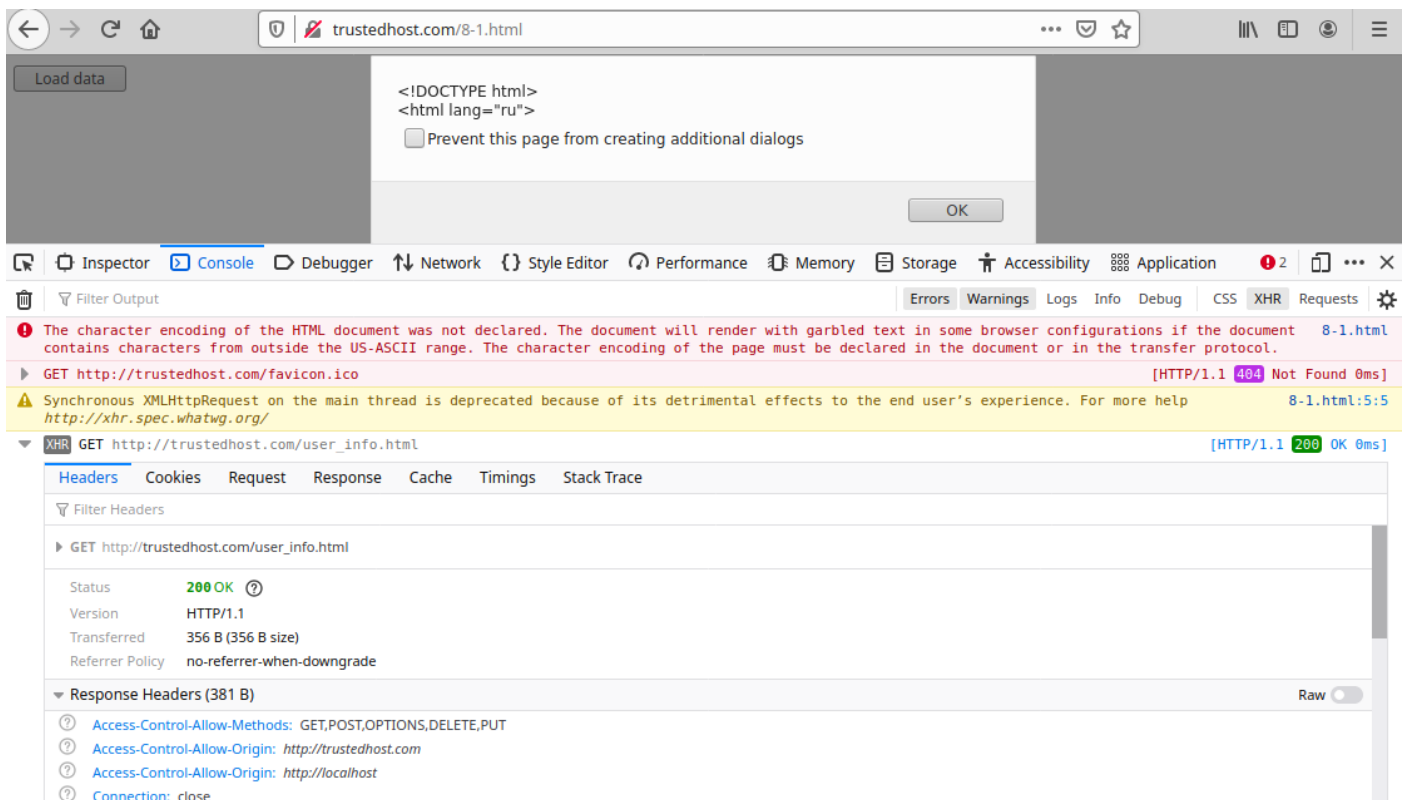 trustedhost.com/8-1.html
Load data
<!DOCTYPE html>
<html lang="ru">
Prevent this page from creating additional dialogs
OK
Inspector Console Debugger Network {} Style Editor Performance Memory Storage Accessibility Application 2
Filter Output Errors Warnings Logs Info Debug CSS XHR Requests
The character encoding of the HTML document was not declared. The document will render with garbled text in some browser configurations if the document 8-1.html
contains characters from outside the US-ASCII range. The character encoding of the page must be declared in the document or in the transfer protocol.
GET http://trustedhost.com/favicon.ico [HTTP/1.1 404 Not Found 0ms]
Synchronous XMLHttpRequest on the main thread is deprecated because of its detrimental effects to the end user's experience. For more help 8-1.html:5:5
http://xhr.spec.whatwg.org/
XHR GET http://trustedhost.com/user_info.html [HTTP/1.1 200 OK 0ms]
Headers Cookies Request Response Cache Timings Stack Trace
Filter Headers
GET http://trustedhost.com/user_info.html
Status 200 OK
Version HTTP/1.1
Transferred 356 B (356 B size)
Referrer Policy no-referrer-when-downgrade
Response Headers (381 B) Raw
Access-Control-Allow-Methods: GET,POST,OPTIONS,DELETE,PUT
Access-Control-Allow-Origin: http://trustedhost.com
Access-Control-Allow-Origin: http://localhost
Connection: close